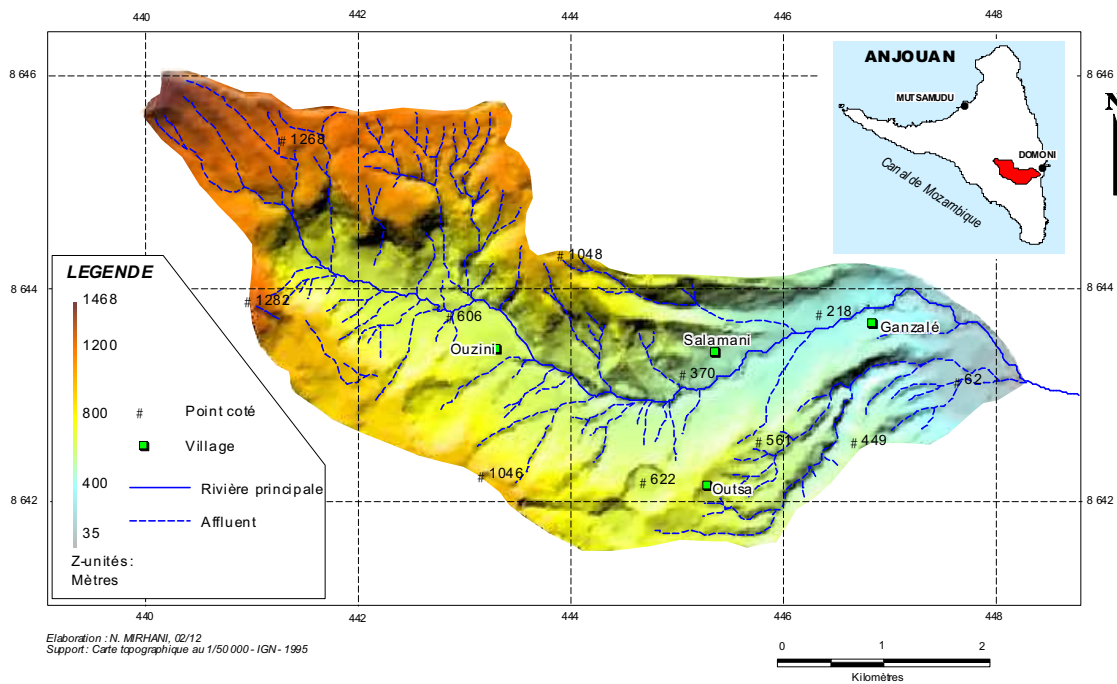 440 442 444 446 448
8 646 8 646
ANJOUAN
MUTSAMUDU
DOMONI
Canal de Mozambique
N
# 1268
# 1048
8 644 8 644
# 1282
# 606
# 218
Ganzalé
Ouzini
Salamani
# 370
# 62
# 561
# 449
# 1046
# 622
Outsa
8 642 8 642
LEGENDE
1468
1200
800
400
35
Z-unités:
Mètres
# Point coté
Village
Rivière principale
Affluent
440 442 444 446 448
Elaboration : N. MIRHANI, 02/12
Support : Carte topographique au 1/50 000 - IGN - 1995
0 1 2
Kilomètres